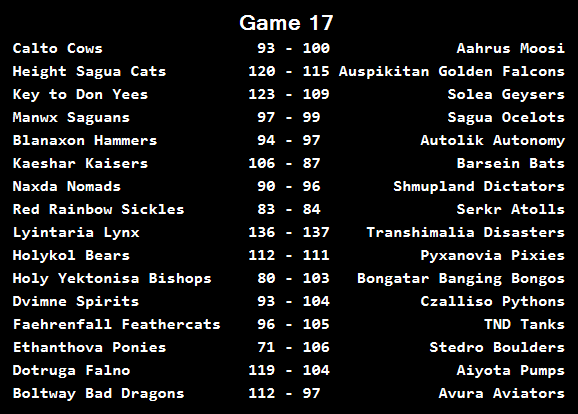 Game 17
Calto Cows 93 - 100 Aahrus Moosi
Height Sagua Cats 120 - 115 Auspikitan Golden Falcons
Key to Don Yees 123 - 109 Solea Geysers
Manwx Saguans 97 - 99 Sagua Ocelots
Blanaxon Hammers 94 - 97 Autolik Autonomy
Kaeshar Kaisers 106 - 87 Barsein Bats
Naxda Nomads 90 - 96 Shmupland Dictators
Red Rainbow Sickles 83 - 84 Serkr Atolls
Lyintaria Lynx 136 - 137 Transhimalia Disasters
Holykol Bears 112 - 111 Pyxanovia Pixies
Holy Yektonisa Bishops 80 - 103 Bongatar Banging Bongos
Dvimne Spirits 93 - 104 Czalliso Pythons
Faehrenfall Feathercats 96 - 105 TND Tanks
Ethanthova Ponies 71 - 106 Stedro Boulders
Dotruga Falno 119 - 104 Aiyota Pumps
Boltway Bad Dragons 112 - 97 Avura Aviators